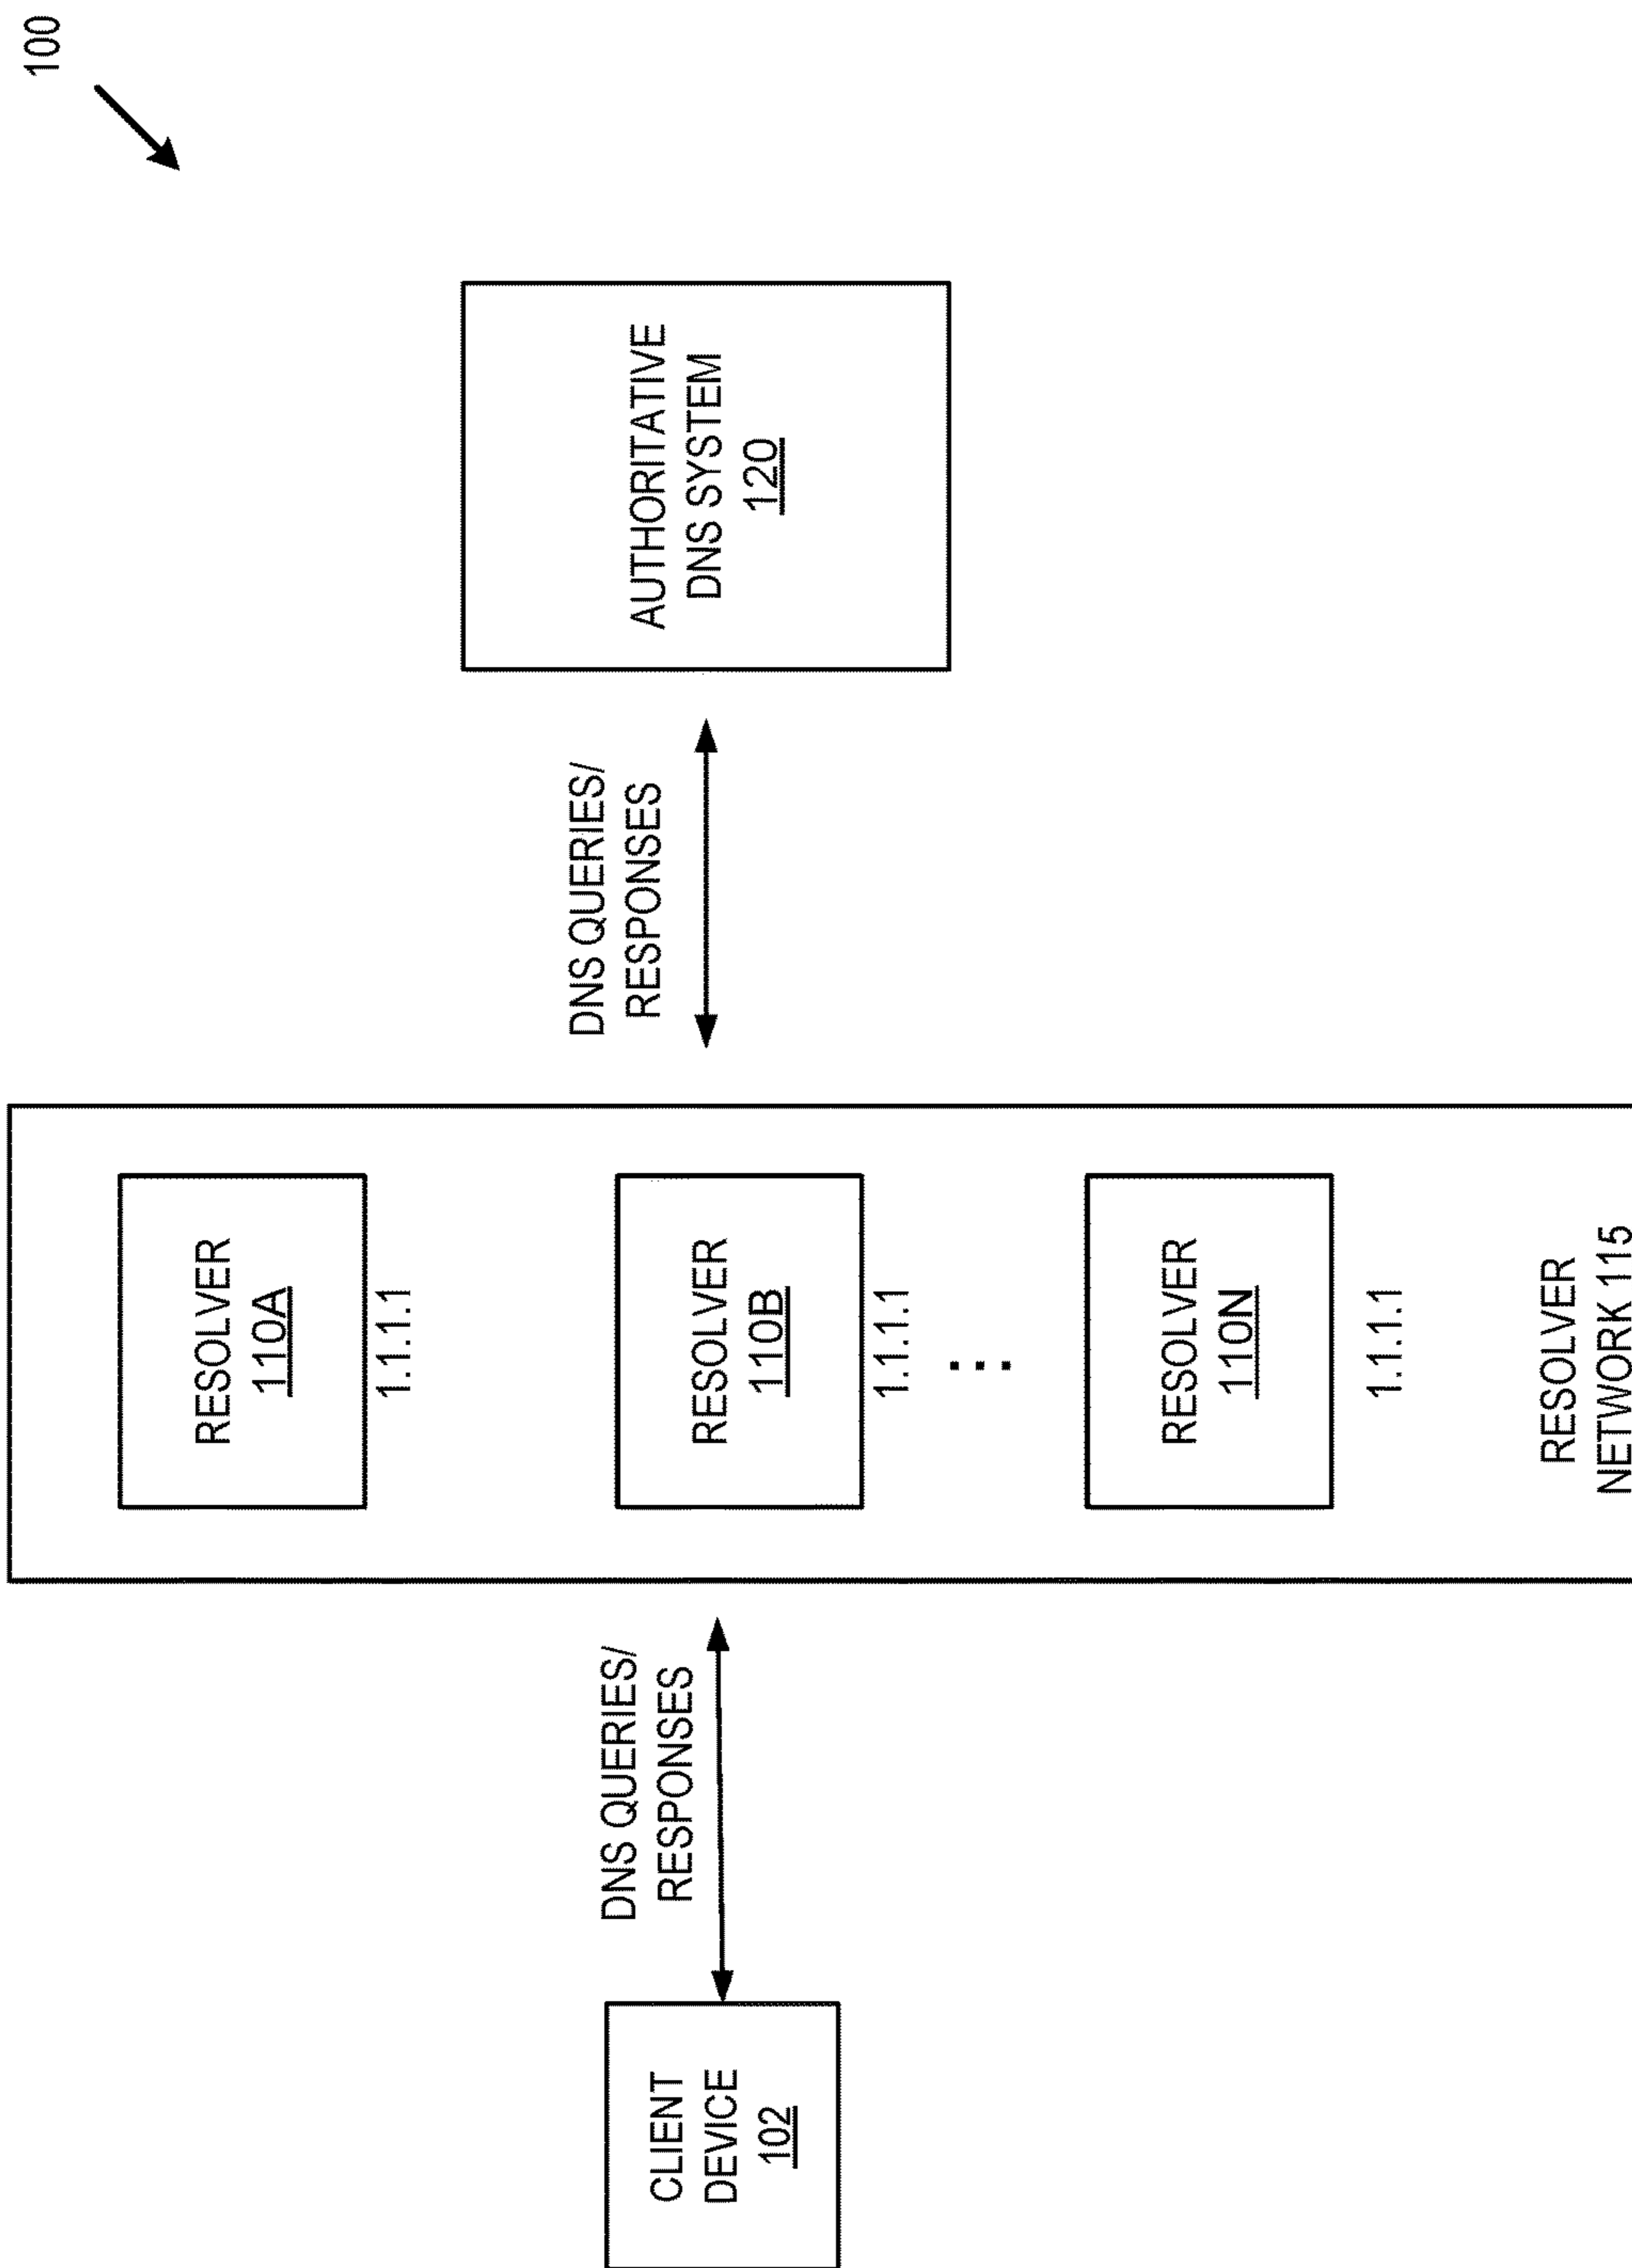 100
CLIENT
DEVICE
102
DNS QUERIES/
RESPONSES
RESOLVER
110A
1.1.1.1
RESOLVER
110B
1.1.1.1
...
RESOLVER
110N
1.1.1.1
RESOLVER
NETWORK 115
DNS QUERIES/
RESPONSES
AUTHORITATIVE
DNS SYSTEM
120